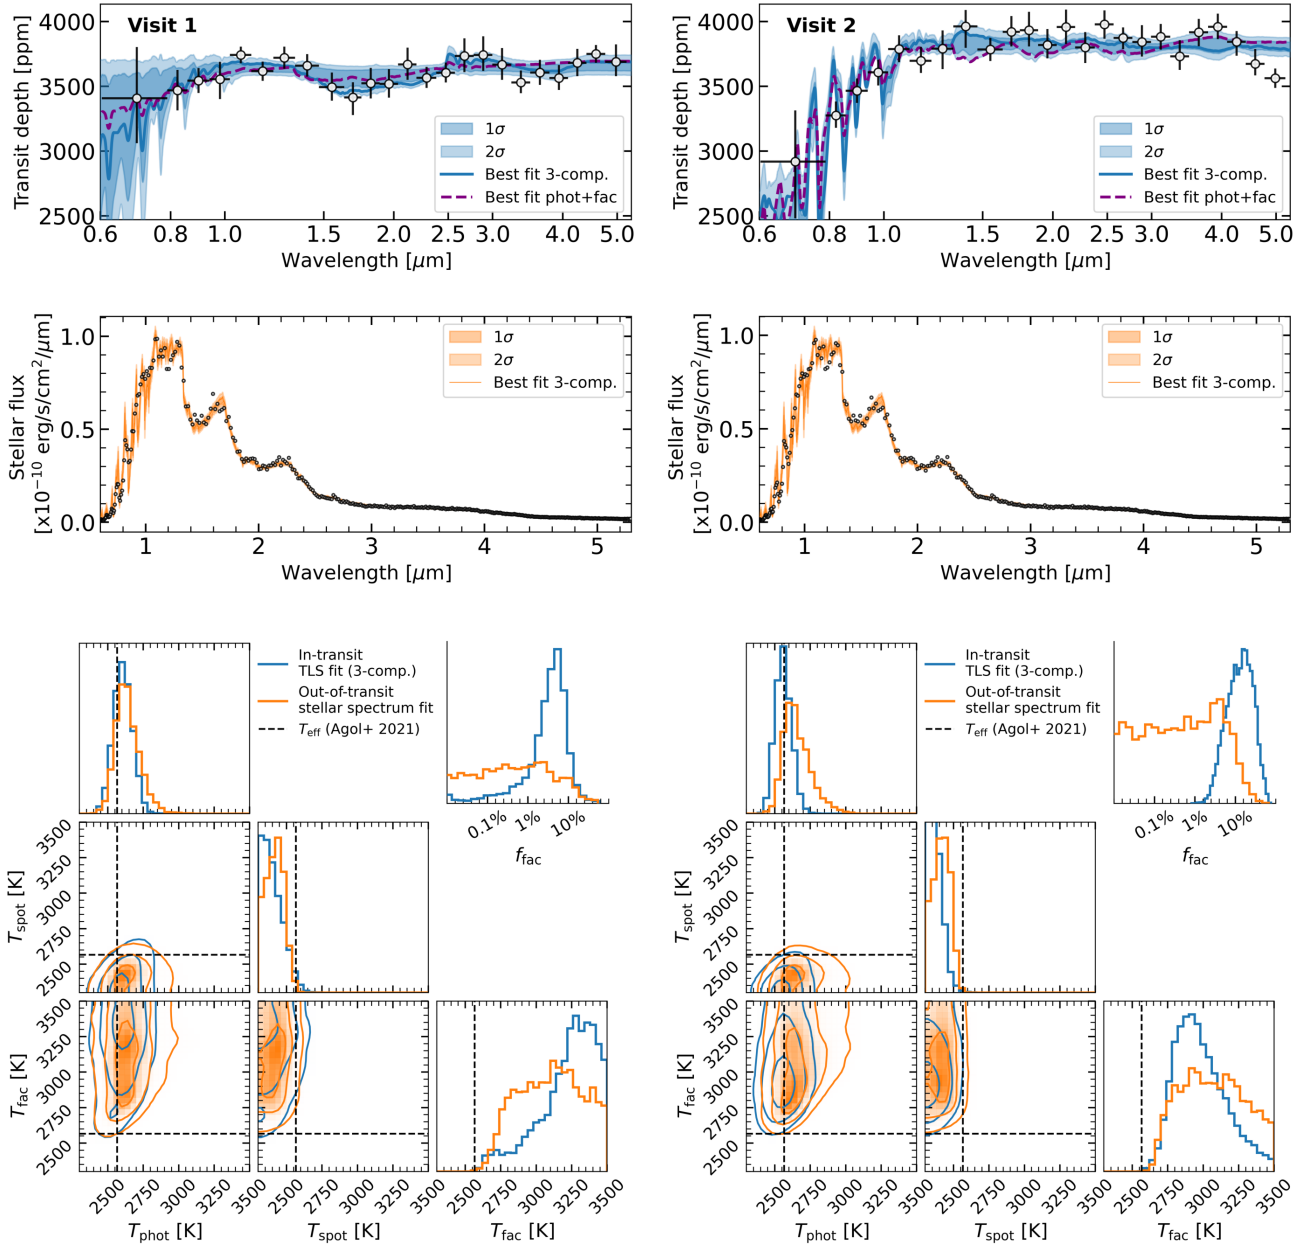 Visit 1
Transit depth [ppm]
4000
3500
3000
2500
1σ
2σ
Best fit 3-comp.
Best fit phot+fac
0.6 0.8 1.0 1.5 2.0 2.5 3.0 4.0 5.0
Wavelength [μm]
Visit 2
Transit depth [ppm]
4000
3500
3000
2500
1σ
2σ
Best fit 3-comp.
Best fit phot+fac
0.6 0.8 1.0 1.5 2.0 2.5 3.0 4.0 5.0
Wavelength [μm]
Stellar flux
[x10⁻¹⁰ erg/s/cm²/μm]
1.0
0.5
0.0
1σ
2σ
Best fit 3-comp.
1 2 3 4 5
Wavelength [μm]
Stellar flux
[x10⁻¹⁰ erg/s/cm²/μm]
1.0
0.5
0.0
1σ
2σ
Best fit 3-comp.
1 2 3 4 5
Wavelength [μm]
In-transit
TLS fit (3-comp.)
Out-of-transit
stellar spectrum fit
T_eff (Agol+ 2021)
0.1% 1% 10%
f_fac
T_spot [K]
3500
3250
3000
2750
2500
T_fac [K]
3500
3250
3000
2750
2500
2500 2750 3000 3250 3500
T_phot [K]
2500 2750 3000 3250 3500
T_spot [K]
2500 2750 3000 3250 3500
T_fac [K]
In-transit
TLS fit (3-comp.)
Out-of-transit
stellar spectrum fit
T_eff (Agol+ 2021)
0.1% 1% 10%
f_fac
T_spot [K]
3500
3250
3000
2750
2500
T_fac [K]
3500
3250
3000
2750
2500
2500 2750 3000 3250 3500
T_phot [K]
2500 2750 3000 3250 3500
T_spot [K]
2500 2750 3000 3250 3500
T_fac [K]